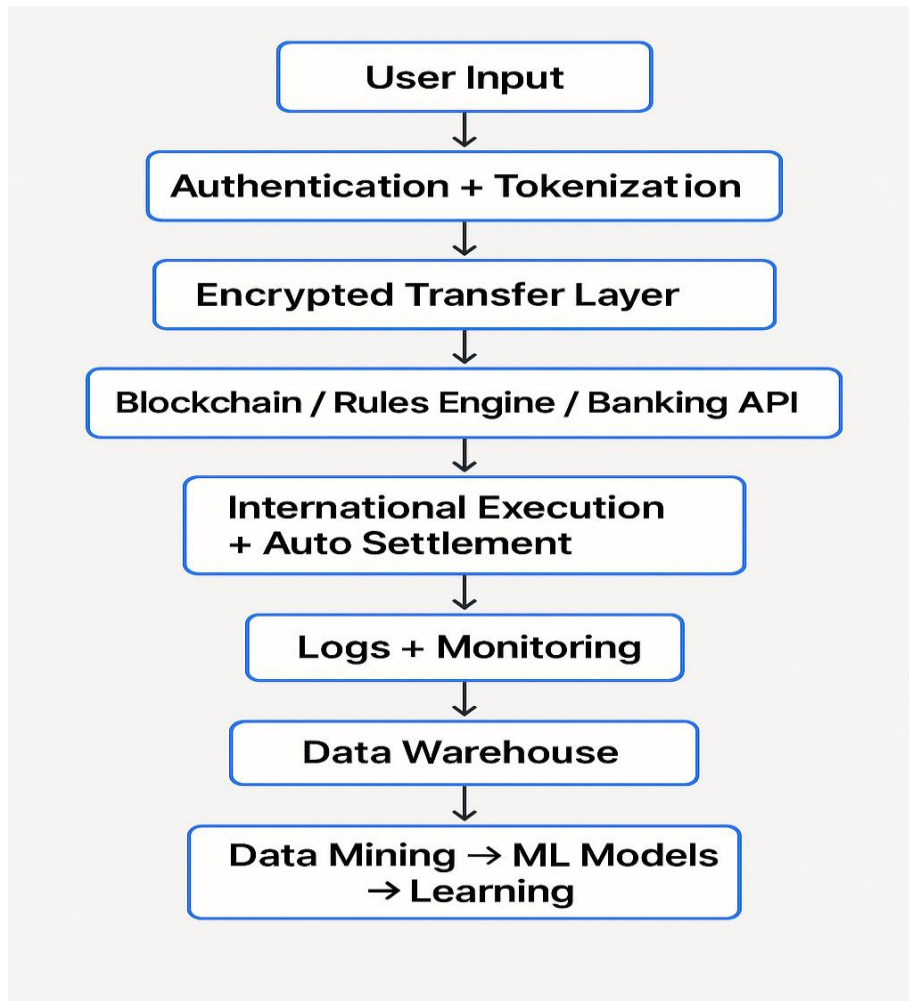 User Input
Authentication + Tokenization
Encrypted Transfer Layer
Blockchain / Rules Engine / Banking API
International Execution
+ Auto Settlement
Logs + Monitoring
Data Warehouse
Data Mining → ML Models
→ Learning